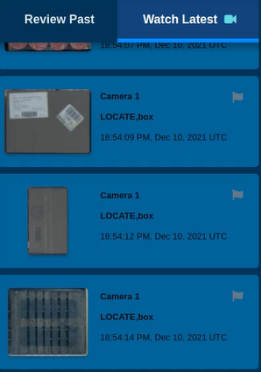 Review Past
Watch Latest
18:54:07 PM, Dec 10, 2021 UTC
Camera 1
LOCATE,box
18:54:09 PM, Dec 10, 2021 UTC
Camera 1
LOCATE,box
18:54:12 PM, Dec 10, 2021 UTC
Camera 1
LOCATE,box
18:54:14 PM, Dec 10, 2021 UTC